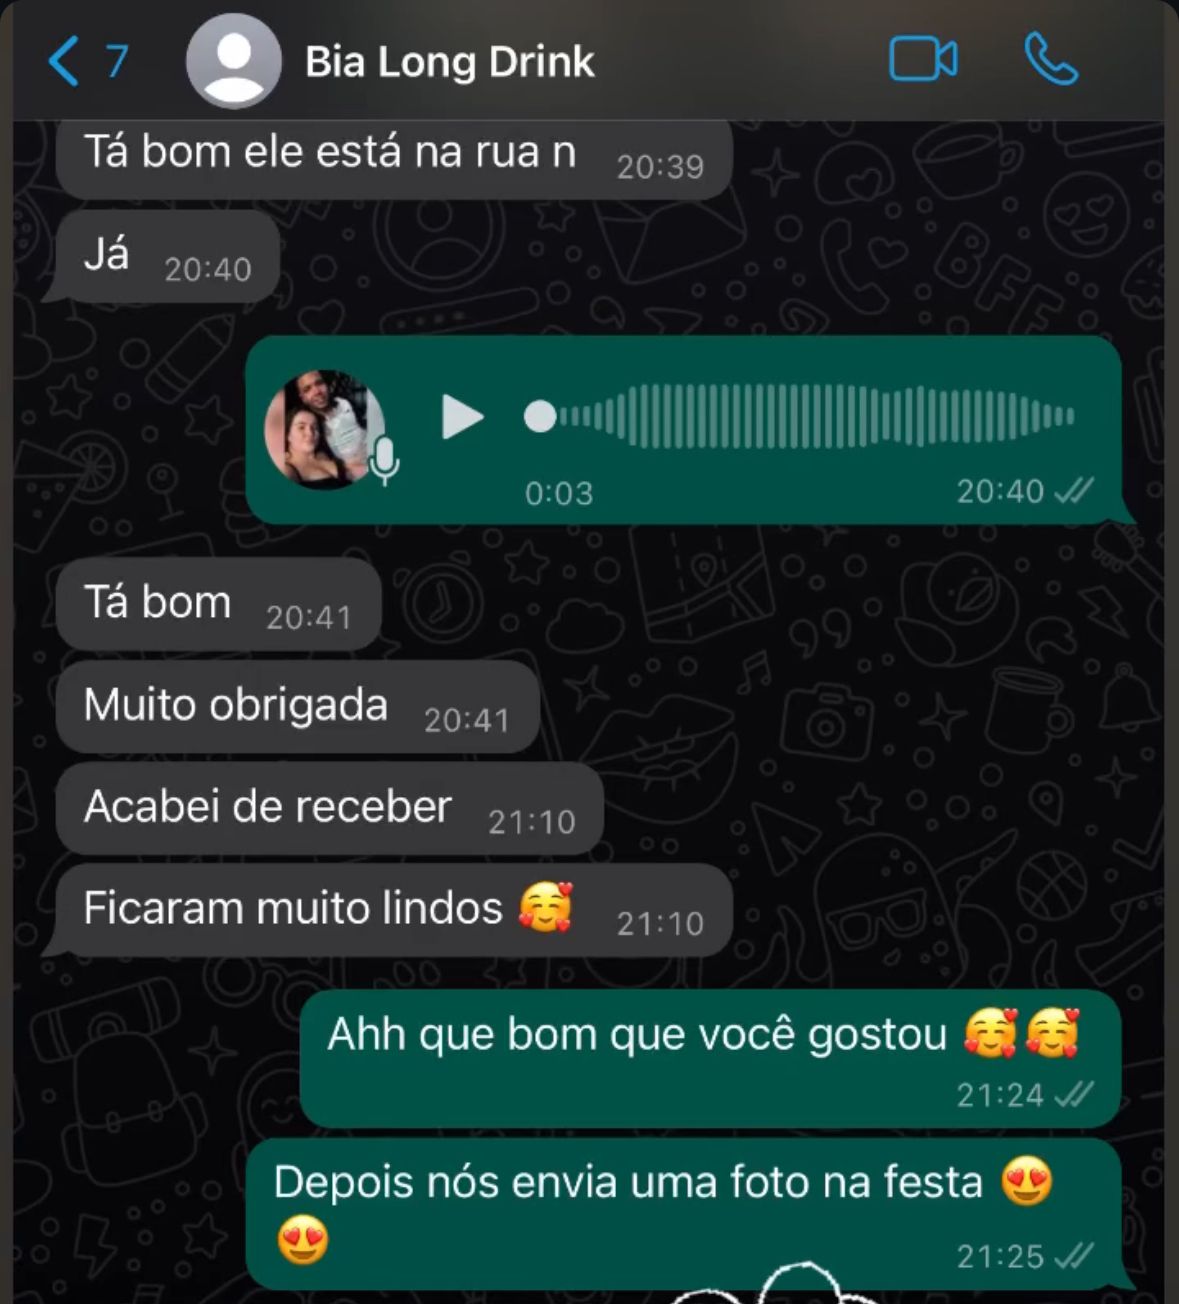 7 Bia Long Drink
Tá bom ele está na rua n 20:39
Já 20:40
0:03 20:40
Tá bom 20:41
Muito obrigada 20:41
Acabei de receber 21:10
Ficaram muito lindos 🥰 21:10
Ahh que bom que você gostou 🥰🥰
21:24
Depois nós envia uma foto na festa 😍
😍 21:25